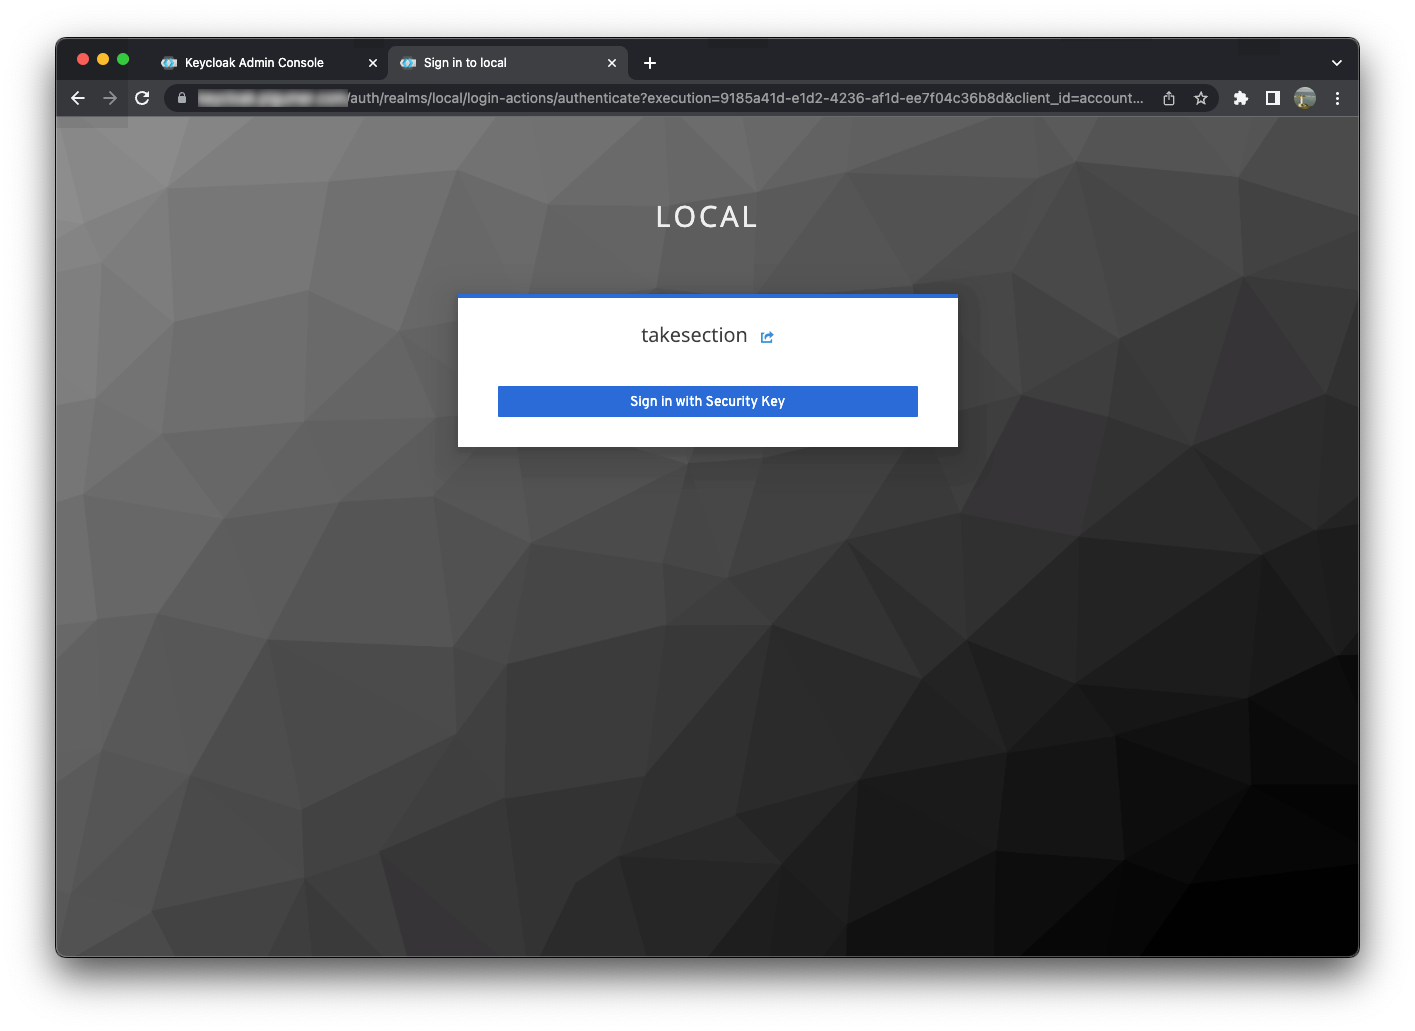 Keycloak Admin Console
Sign in to local
/auth/realms/local/login-actions/authenticate?execution=9185a41d-e1d2-4236-af1d-ee7f04c36b8d&client_id=account...
LOCAL
takesection
Sign in with Security Key